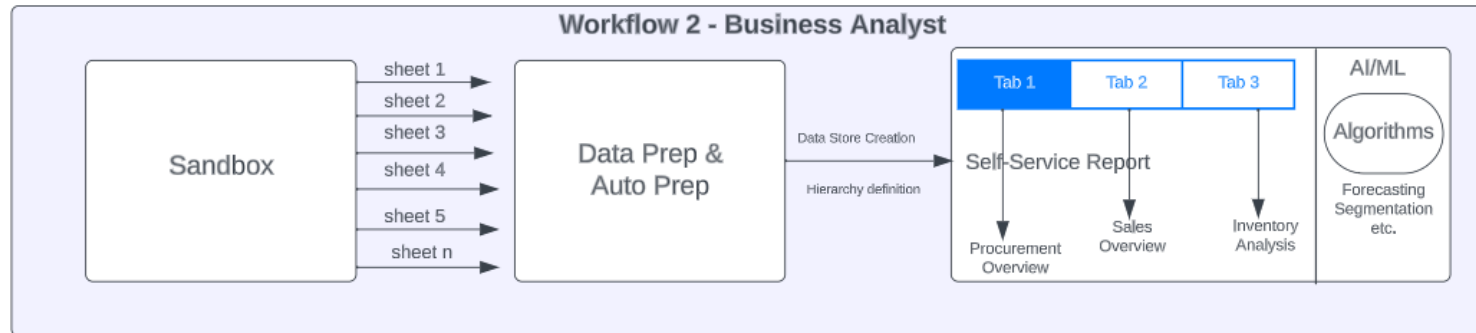 Workflow 2 - Business Analyst
Sandbox
sheet 1
sheet 2
sheet 3
sheet 4
sheet 5
sheet n
Data Prep &
Auto Prep
Data Store Creation
Hierarchy definition
Tab 1
Tab 2
Tab 3
Self-Service Report
Procurement
Overview
Sales
Overview
Inventory
Analysis
AI/ML
Algorithms
Forecasting
Segmentation
etc.